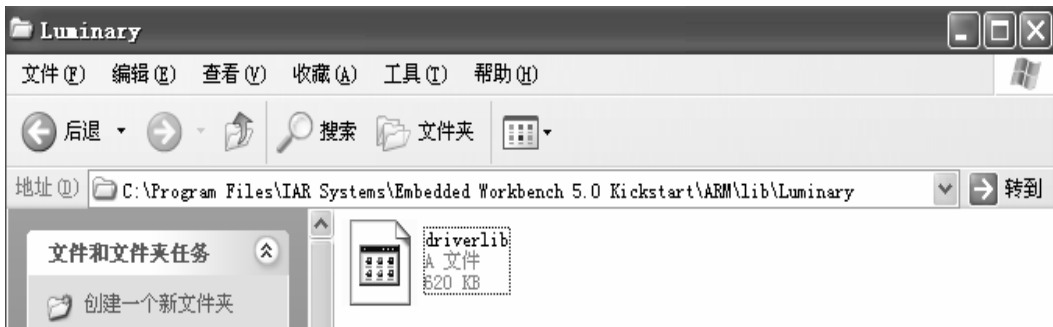 Luminary
文件(F) 编辑(E) 查看(V) 收藏(A) 工具(T) 帮助(H)
后退 搜索 文件夹
地址(D) C:\Program Files\IAR Systems\Embedded Workbench 5.0 Kickstart\ARM\lib\Luminary 转到
文件和文件夹任务
创建一个新文件夹
driverlib
A 文件
620 KB